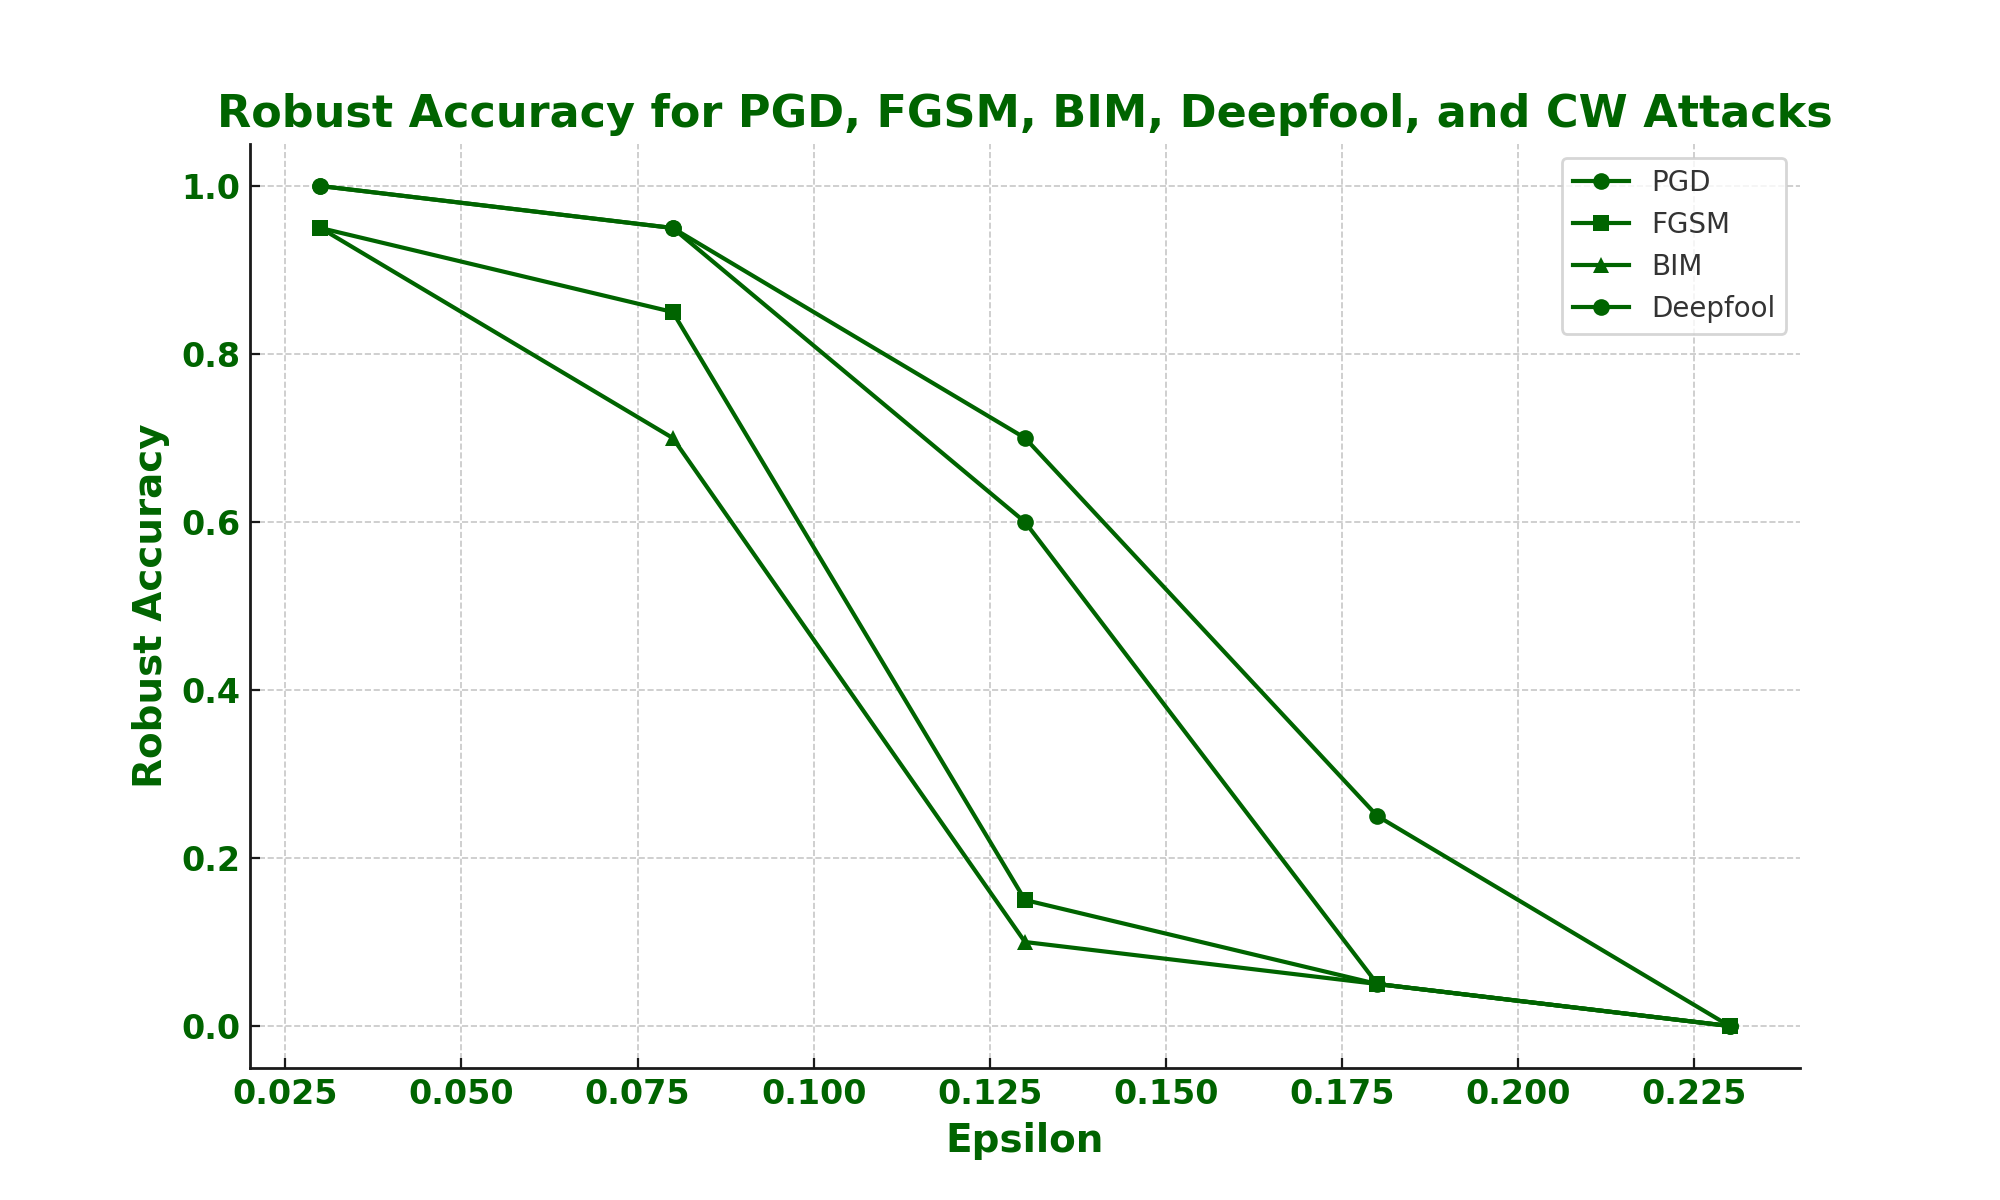 Robust Accuracy for PGD, FGSM, BIM, Deepfool, and CW Attacks
PGD
FGSM
BIM
Deepfool
Robust Accuracy
1.0
0.8
0.6
0.4
0.2
0.0
0.025 0.050 0.075 0.100 0.125 0.150 0.175 0.200 0.225
Epsilon